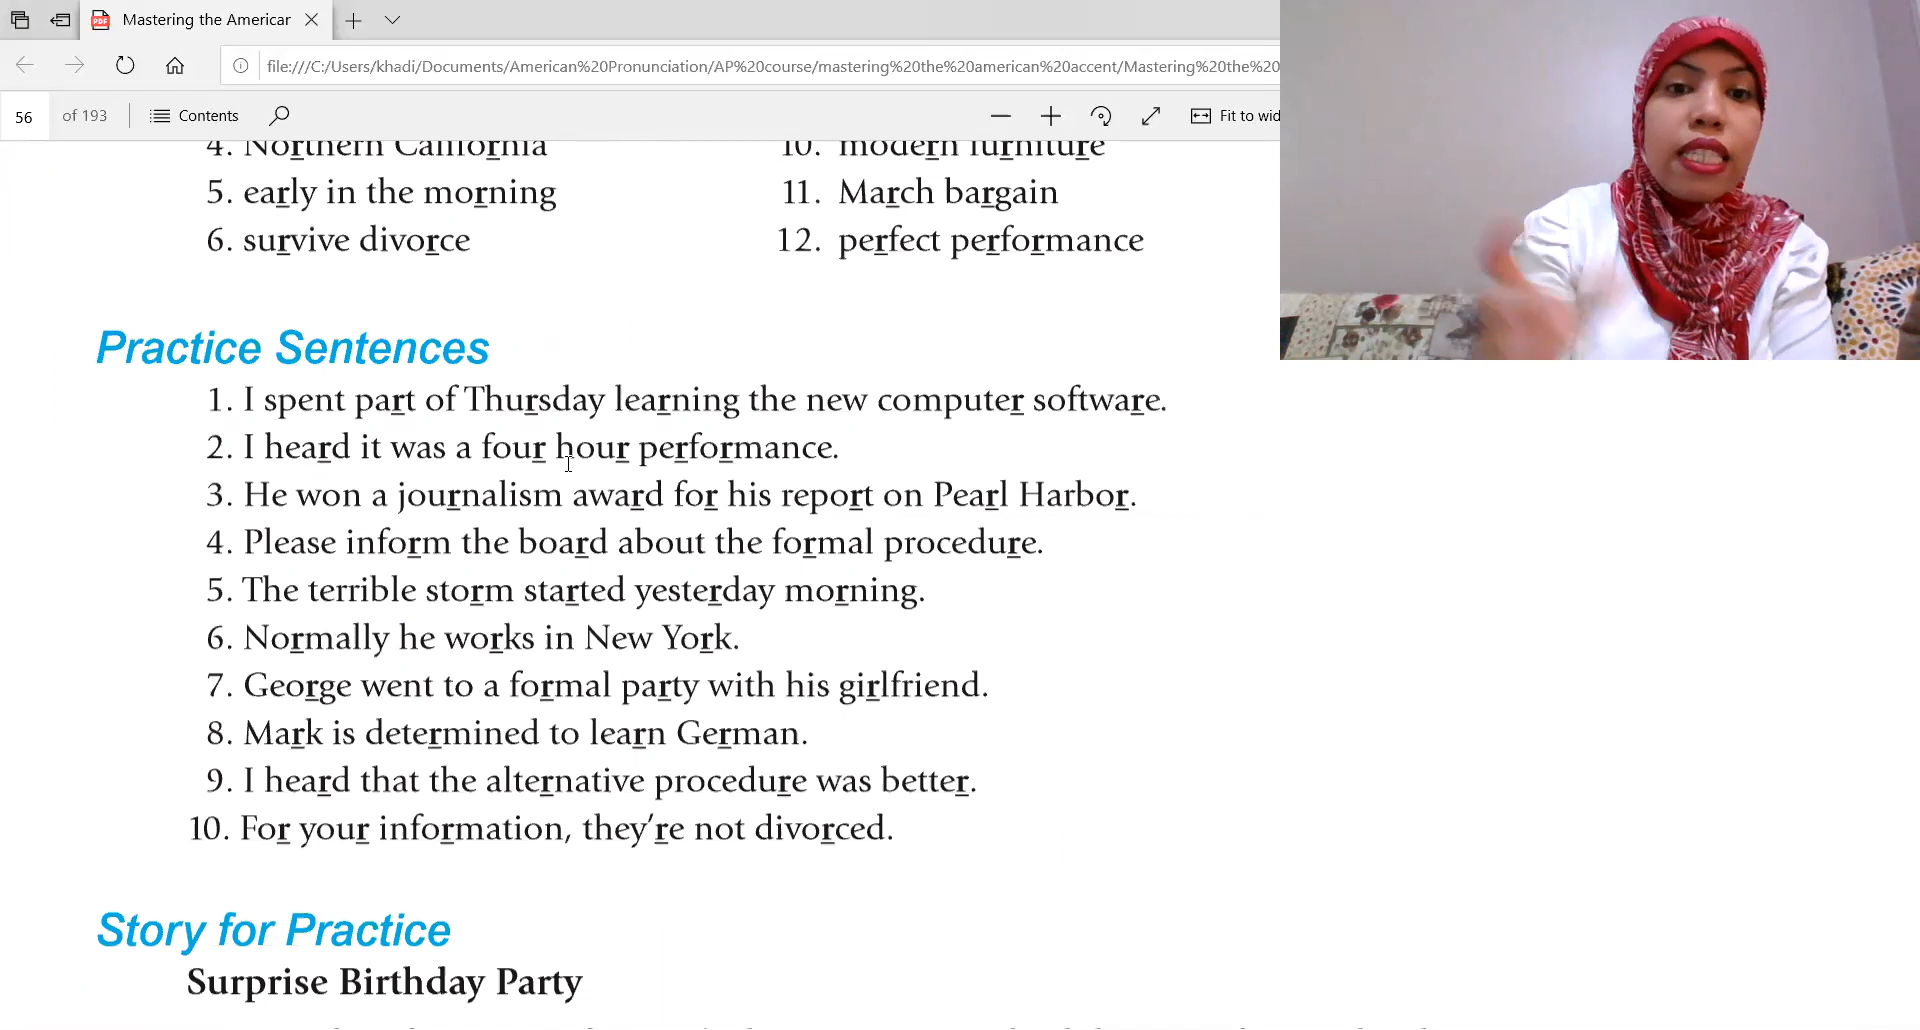 Mastering the Americar
file:///C:/Users/khadi/Documents/American%20Pronunciation/AP%20course/mastering%20the%20american%20accent/Mastering%20the%20
56 of 193 Contents Fit to wid
4. Northern California
10. modern furniture
5. early in the morning
11. March bargain
6. survive divorce
12. perfect performance
Practice Sentences
1. I spent part of Thursday learning the new computer software.
2. I heard it was a four hour performance.
3. He won a journalism award for his report on Pearl Harbor.
4. Please inform the board about the formal procedure.
5. The terrible storm started yesterday morning.
6. Normally he works in New York.
7. George went to a formal party with his girlfriend.
8. Mark is determined to learn German.
9. I heard that the alternative procedure was better.
10. For your information, they're not divorced.
Story for Practice
Surprise Birthday Party